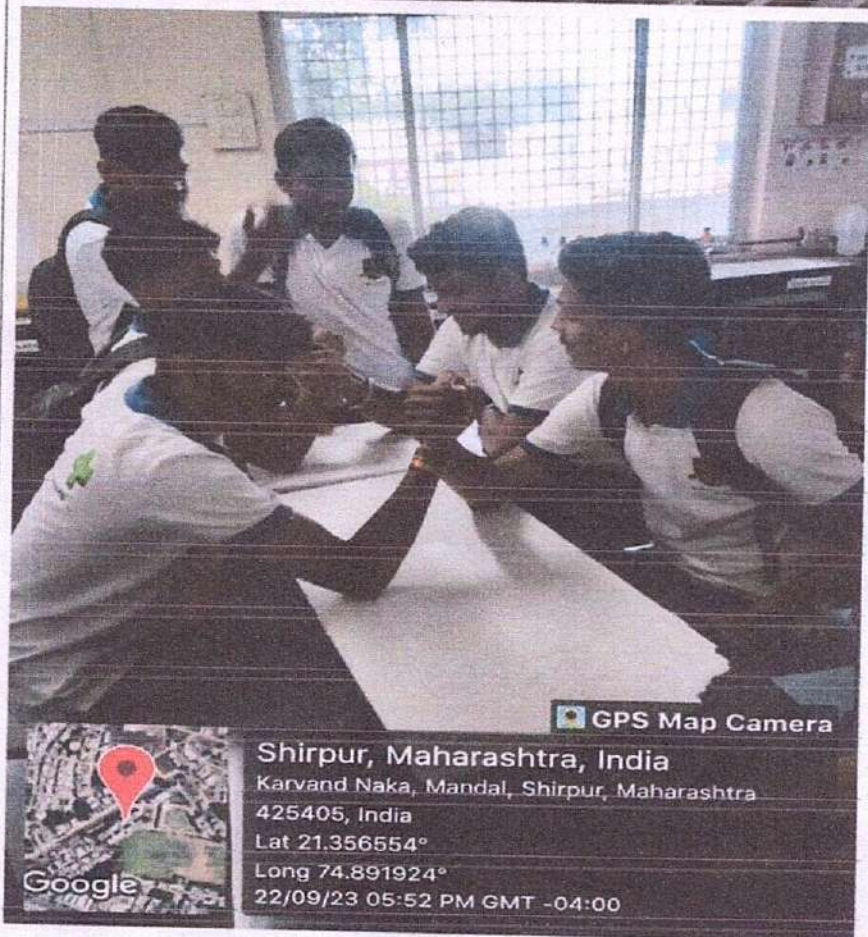 GPS Map Camera
Shirpur, Maharashtra, India
Karvand Naka, Mandal, Shirpur, Maharashtra
425405, India
Lat 21.356554°
Long 74.891924°
22/09/23 05:52 PM GMT -04:00
Google